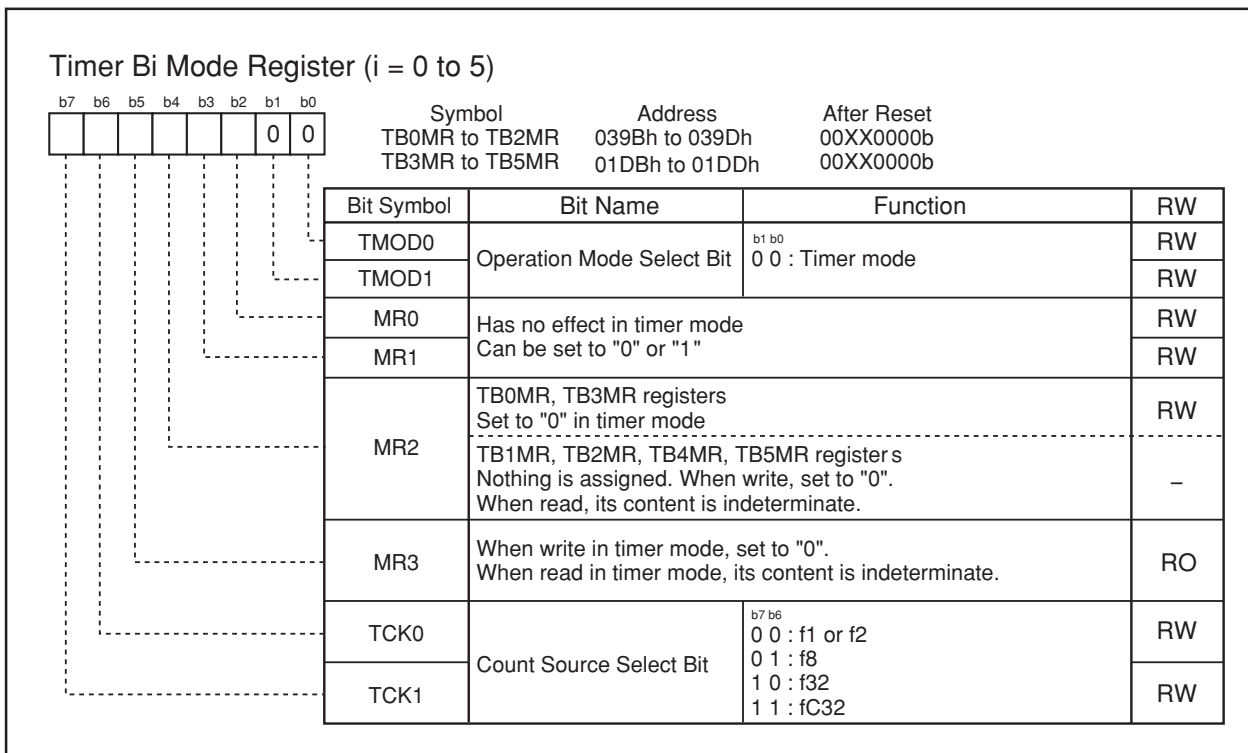 Timer Bi Mode Register (i = 0 to 5)
b7 b6 b5 b4 b3 b2 b1 b0
0 0
Symbol Address After Reset
TB0MR to TB2MR 039Bh to 039Dh 00XX0000b
TB3MR to TB5MR 01DBh to 01DDh 00XX0000b
Bit Symbol Bit Name Function RW
TMOD0 RW
Operation Mode Select Bit
b1 b0
0 0 : Timer mode
TMOD1 RW
MR0 RW
Has no effect in timer mode
Can be set to "0" or "1"
MR1 RW
MR2
TB0MR, TB3MR registers
Set to "0" in timer mode
RW
TB1MR, TB2MR, TB4MR, TB5MR registers
Nothing is assigned. When write, set to "0".
When read, its content is indeterminate.
–
MR3
When write in timer mode, set to "0".
When read in timer mode, its content is indeterminate.
RO
TCK0 RW
Count Source Select Bit
b7 b6
0 0 : f1 or f2
0 1 : f8
1 0 : f32
1 1 : fC32
TCK1 RW